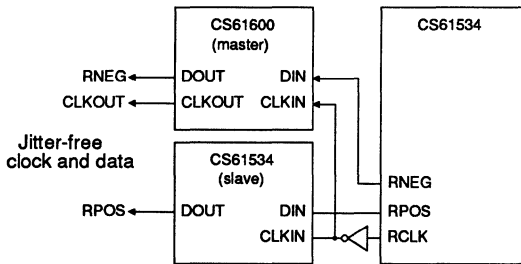 CS61600
(master)
CS61534
RNEG
DOUT
DIN
CLKOUT
CLKOUT
CLKIN
Jitter-free
clock and data
CS61534
(slave)
RNEG
RPOS
DOUT
DIN
RPOS
CLKIN
RCLK